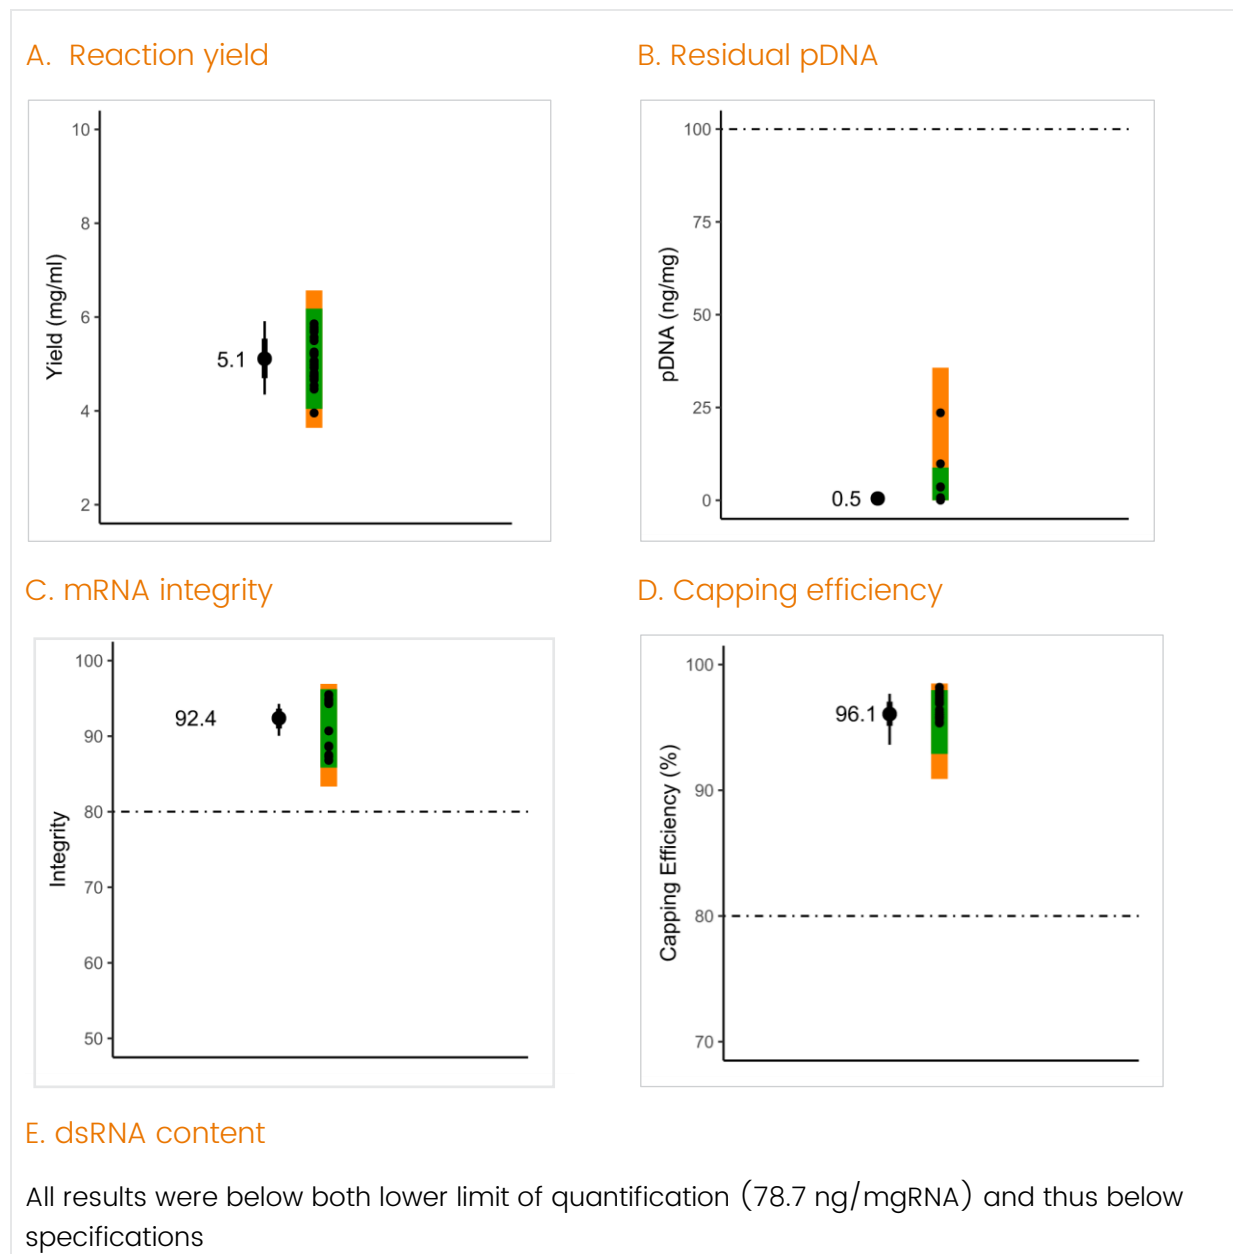 A. Reaction yield
B. Residual pDNA
10
8
6
4
2
Yield (mg/ml)
5.1
100
75
50
25
0
pDNA (ng/mg)
0.5
C. mRNA integrity
D. Capping efficiency
100
90
80
70
60
50
Integrity
92.4
100
90
80
70
Capping Efficiency (%)
96.1
E. dsRNA content
All results were below both lower limit of quantification (78.7 ng/mgRNA) and thus below
specifications